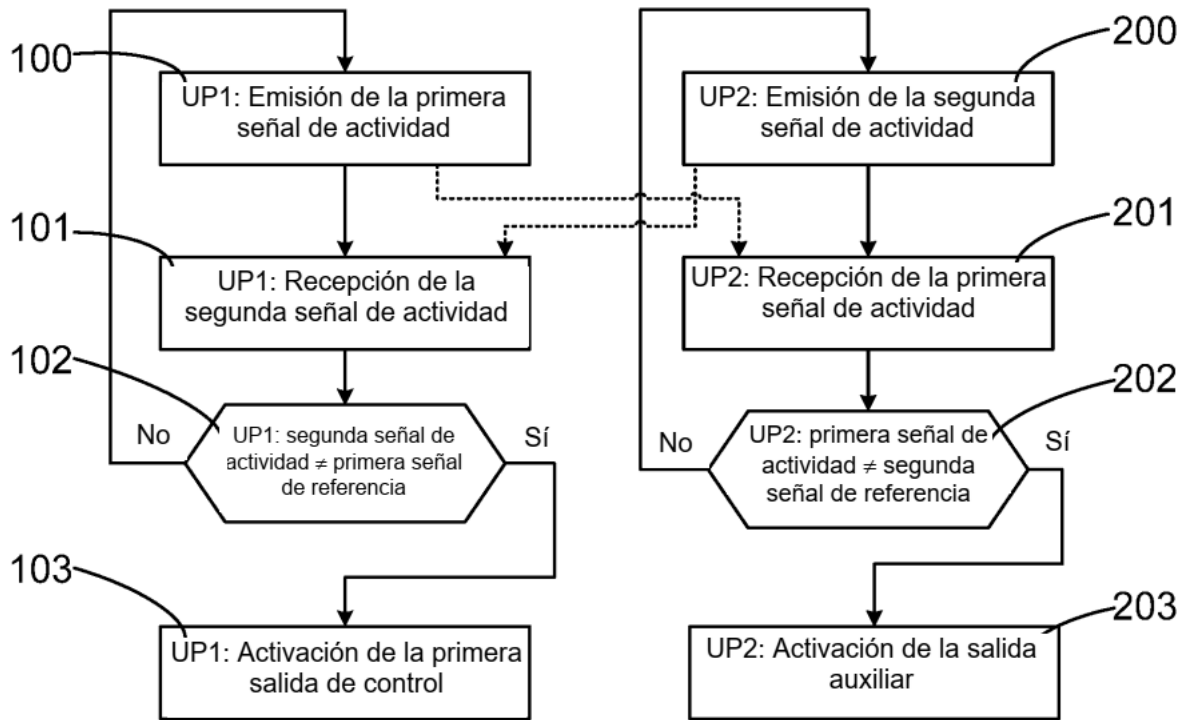 100
UP1: Emisión de la primera
señal de actividad
200
UP2: Emisión de la segunda
señal de actividad
101
UP1: Recepción de la
segunda señal de actividad
201
UP2: Recepción de la primera
señal de actividad
102
No
UP1: segunda señal de
actividad ≠ primera señal
de referencia
Sí
202
No
UP2: primera señal de
actividad ≠ segunda
señal de referencia
Sí
103
UP1: Activación de la primera
salida de control
203
UP2: Activación de la salida
auxiliar